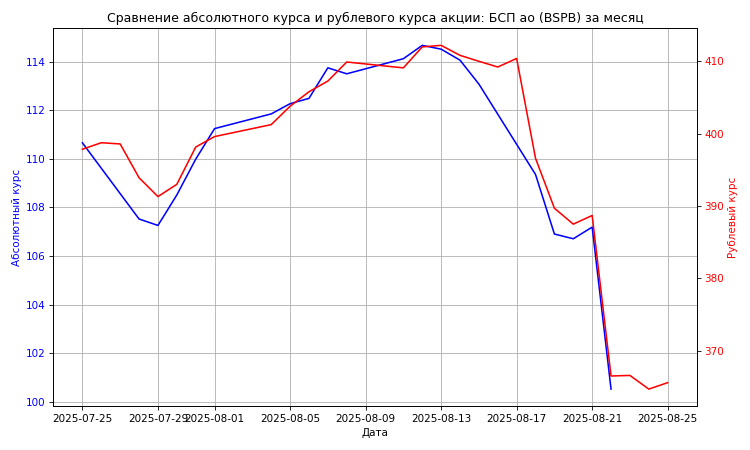 Сравнение абсолютного курса и рублевого курса акции: БСП ао (BSPB) за месяц
Абсолютный курс
114
112
110
108
106
104
102
100
410
400
390
380
370
Рублевый курс
2025-07-25 2025-07-29 2025-08-01 2025-08-05 2025-08-09 2025-08-13 2025-08-17 2025-08-21 2025-08-25
Дата